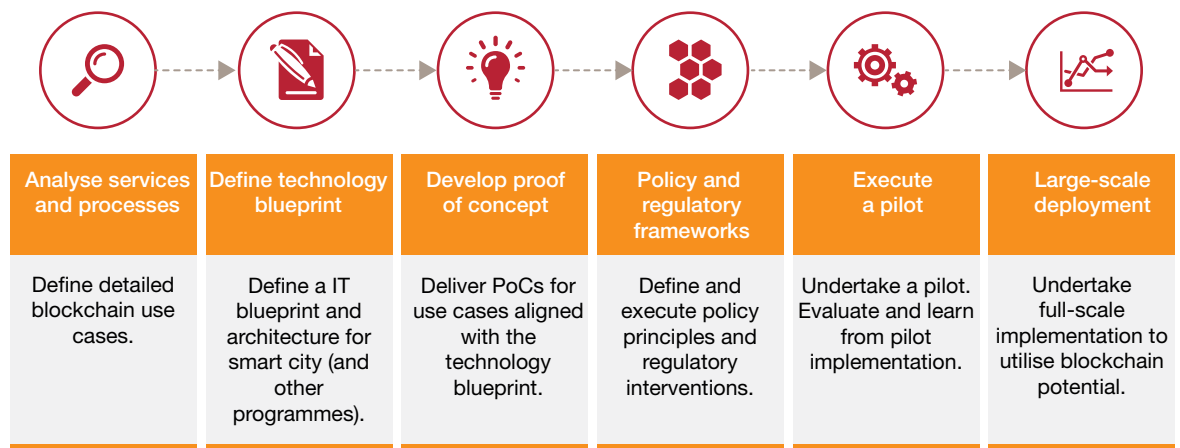 Analyse services
and processes
Define technology
blueprint
Develop proof
of concept
Policy and
regulatory
frameworks
Execute
a pilot
Large-scale
deployment
Define detailed
blockchain use
cases.
Define a IT
blueprint and
architecture for
smart city (and
other
programmes).
Deliver PoCs for
use cases aligned
with the
technology
blueprint.
Define and
execute policy
principles and
regulatory
interventions.
Undertake a pilot.
Evaluate and learn
from pilot
implementation.
Undertake
full-scale
implementation to
utilise blockchain
potential.